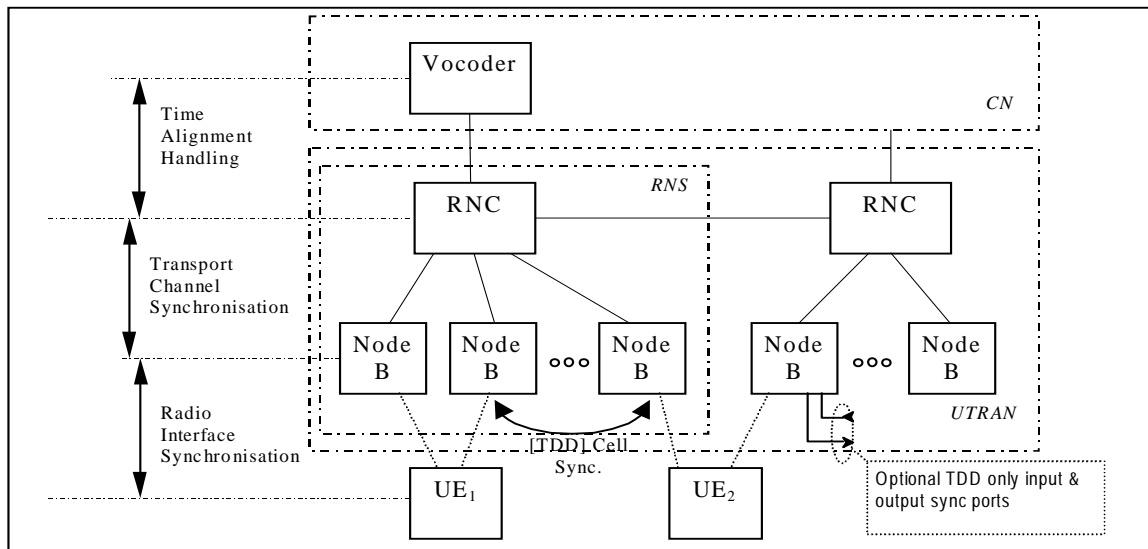 Vocoder
CN
Time
Alignment
Handling
RNS
RNC
RNC
Transport
Channel
Synchronisation
Node
B
Node
B
Node
B
Node
B
Node
B
UTRAN
Radio
Interface
Synchronisation
[TDD] Cell
Sync.
UE1
UE2
Optional TDD only input &
output sync ports